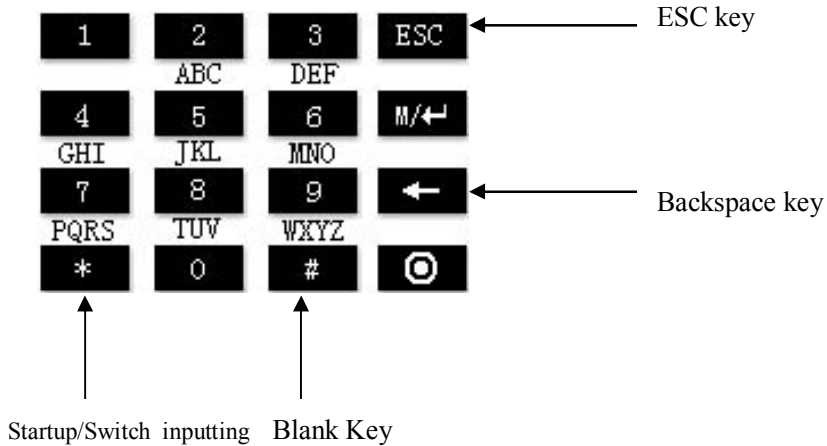 1 2 3 ESC ESC key
ABC DEF
4 5 6 M/↵
GHI JKL MNO
7 8 9 ← Backspace key
PQRS TUV WXYZ
* 0 #
Startup/Switch inputting Blank Key